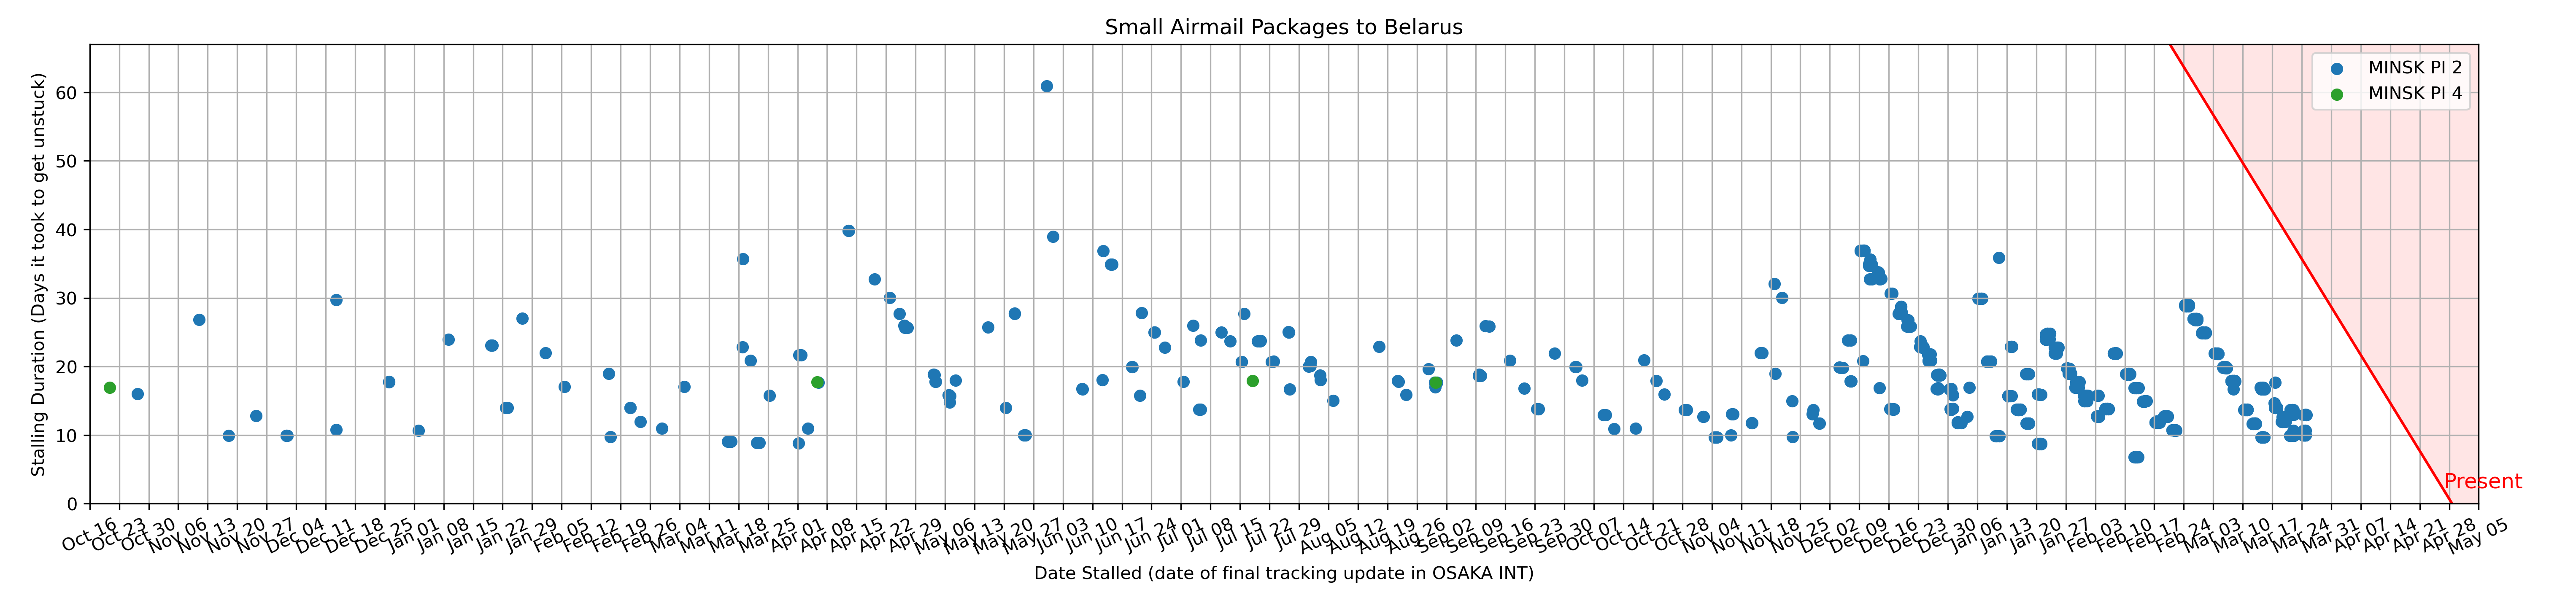 Small Airmail Packages to Belarus
Stalling Duration (Days it took to get unstuck)
60
50
40
30
20
10
0
MINSK PI 2
MINSK PI 4
Present
Oct 16
Oct 23
Oct 30
Nov 06
Nov 13
Nov 20
Nov 27
Dec 04
Dec 11
Dec 18
Dec 25
Jan 01
Jan 08
Jan 15
Jan 22
Jan 29
Feb 05
Feb 12
Feb 19
Feb 26
Mar 04
Mar 11
Mar 18
Mar 25
Apr 01
Apr 08
Apr 15
Apr 22
Apr 29
May 06
May 13
May 20
May 27
Jun 03
Jun 10
Jun 17
Jun 24
Jul 01
Jul 08
Jul 15
Jul 22
Jul 29
Aug 05
Aug 12
Aug 19
Aug 26
Sep 02
Sep 09
Sep 16
Sep 23
Sep 30
Oct 07
Oct 14
Oct 21
Oct 28
Nov 04
Nov 11
Nov 18
Nov 25
Dec 02
Dec 09
Dec 16
Dec 23
Dec 30
Jan 06
Jan 13
Jan 20
Jan 27
Feb 03
Feb 10
Feb 17
Feb 24
Mar 03
Mar 10
Mar 17
Mar 24
Mar 31
Apr 07
Apr 14
Apr 21
Apr 28
May 05
Date Stalled (date of final tracking update in OSAKA INT)